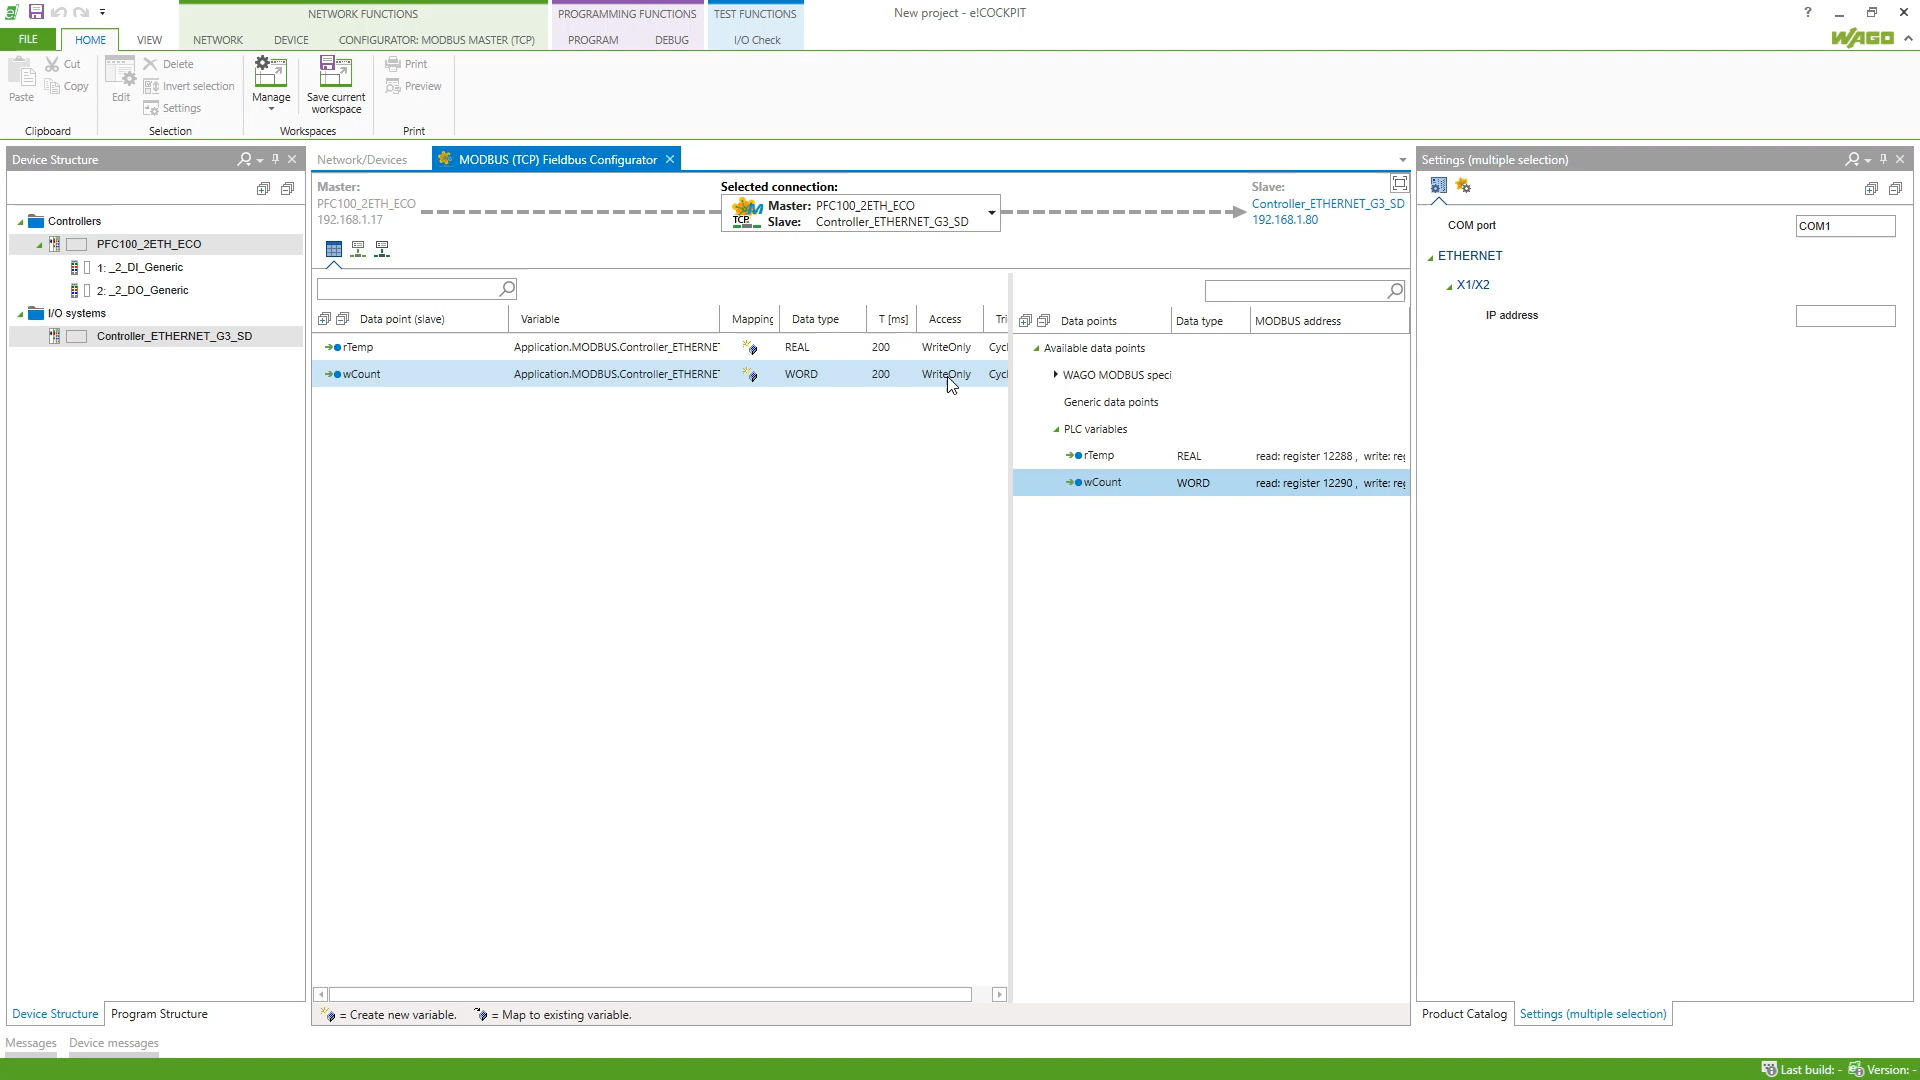 NETWORK FUNCTIONS
PROGRAMMING FUNCTIONS
TEST FUNCTIONS
New project - e!COCKPIT
FILE
HOME
VIEW
NETWORK
DEVICE
CONFIGURATOR: MODBUS MASTER (TCP)
PROGRAM
DEBUG
I/O Check
WAGO
Paste
Cut
Copy
Clipboard
Edit
Delete
Invert selection
Settings
Selection
Manage
Save current
workspace
Workspaces
Print
Preview
Print
Device Structure
Controllers
PFC100_2ETH_ECO
1: _2_DI_Generic
2: _2_DO_Generic
I/O systems
Controller_ETHERNET_G3_SD
Device Structure
Program Structure
Network/Devices
MODBUS (TCP) Fieldbus Configurator
Master:
PFC100_2ETH_ECO
192.168.1.17
Selected connection:
TCP
Master: PFC100_2ETH_ECO
Slave: Controller_ETHERNET_G3_SD
Slave:
Controller_ETHERNET_G3_SD
192.168.1.80
Data point (slave) Variable Mapping Data type T [ms] Access Tri
rTemp Application.MODBUS.Controller_ETHERNET REAL 200 WriteOnly Cycl
wCount Application.MODBUS.Controller_ETHERNET WORD 200 WriteOnly Cycl
= Create new variable.
= Map to existing variable.
Data points Data type MODBUS address
Available data points
WAGO MODBUS speci
Generic data points
PLC variables
rTemp REAL read: register 12288 , write: reg
wCount WORD read: register 12290 , write: reg
Settings (multiple selection)
COM port COM1
ETHERNET
X1/X2
IP address
Product Catalog
Settings (multiple selection)
Messages
Device messages
Last build: -
Version: -